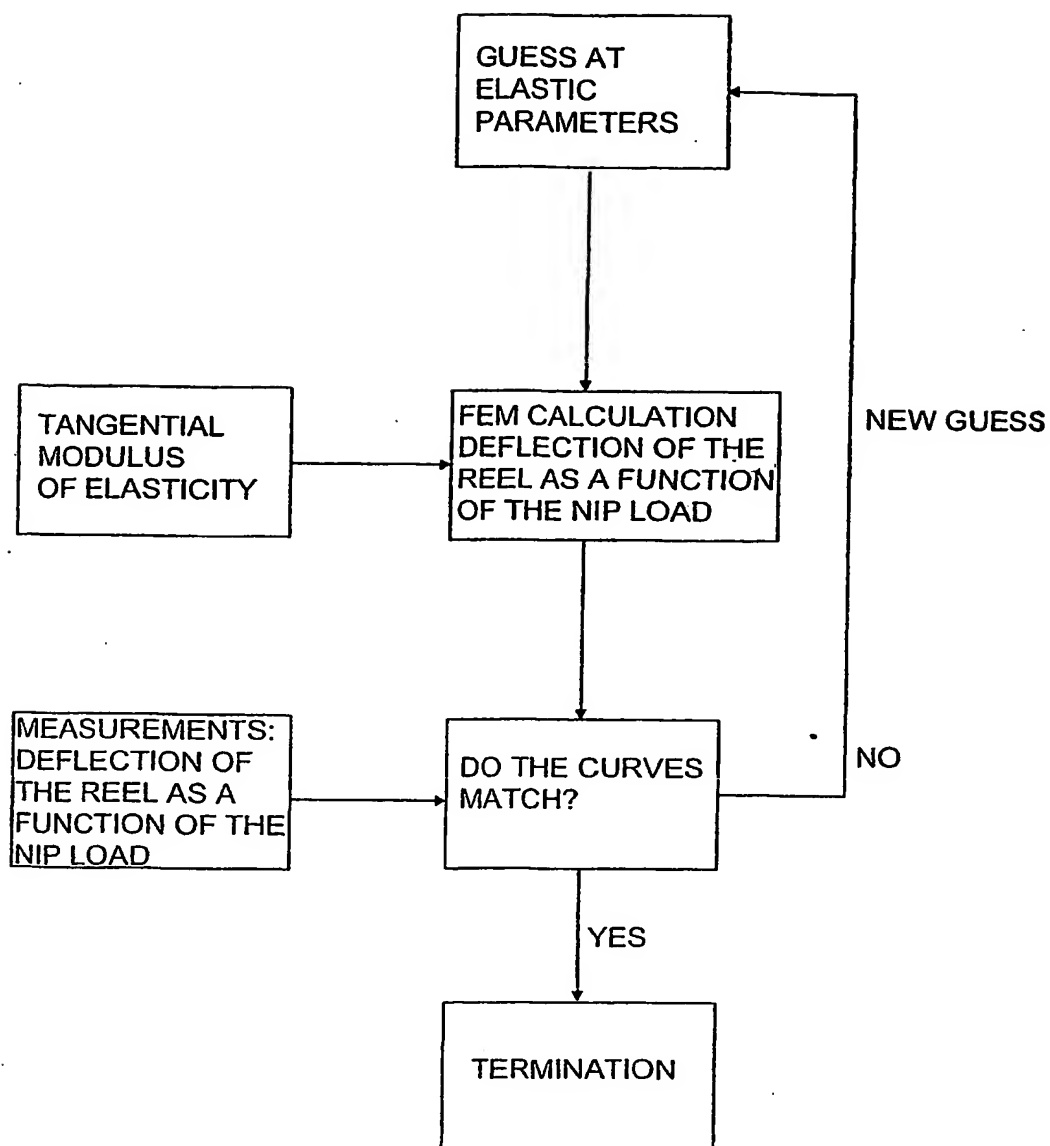 GUESS AT
ELASTIC
PARAMETERS
TANGENTIAL
MODULUS
OF ELASTICITY
FEM CALCULATION
DEFLECTION OF THE
REEL AS A FUNCTION
OF THE NIP LOAD
NEW GUESS
MEASUREMENTS:
DEFLECTION OF
THE REEL AS A
FUNCTION OF THE
NIP LOAD
DO THE CURVES
MATCH?
NO
YES
TERMINATION